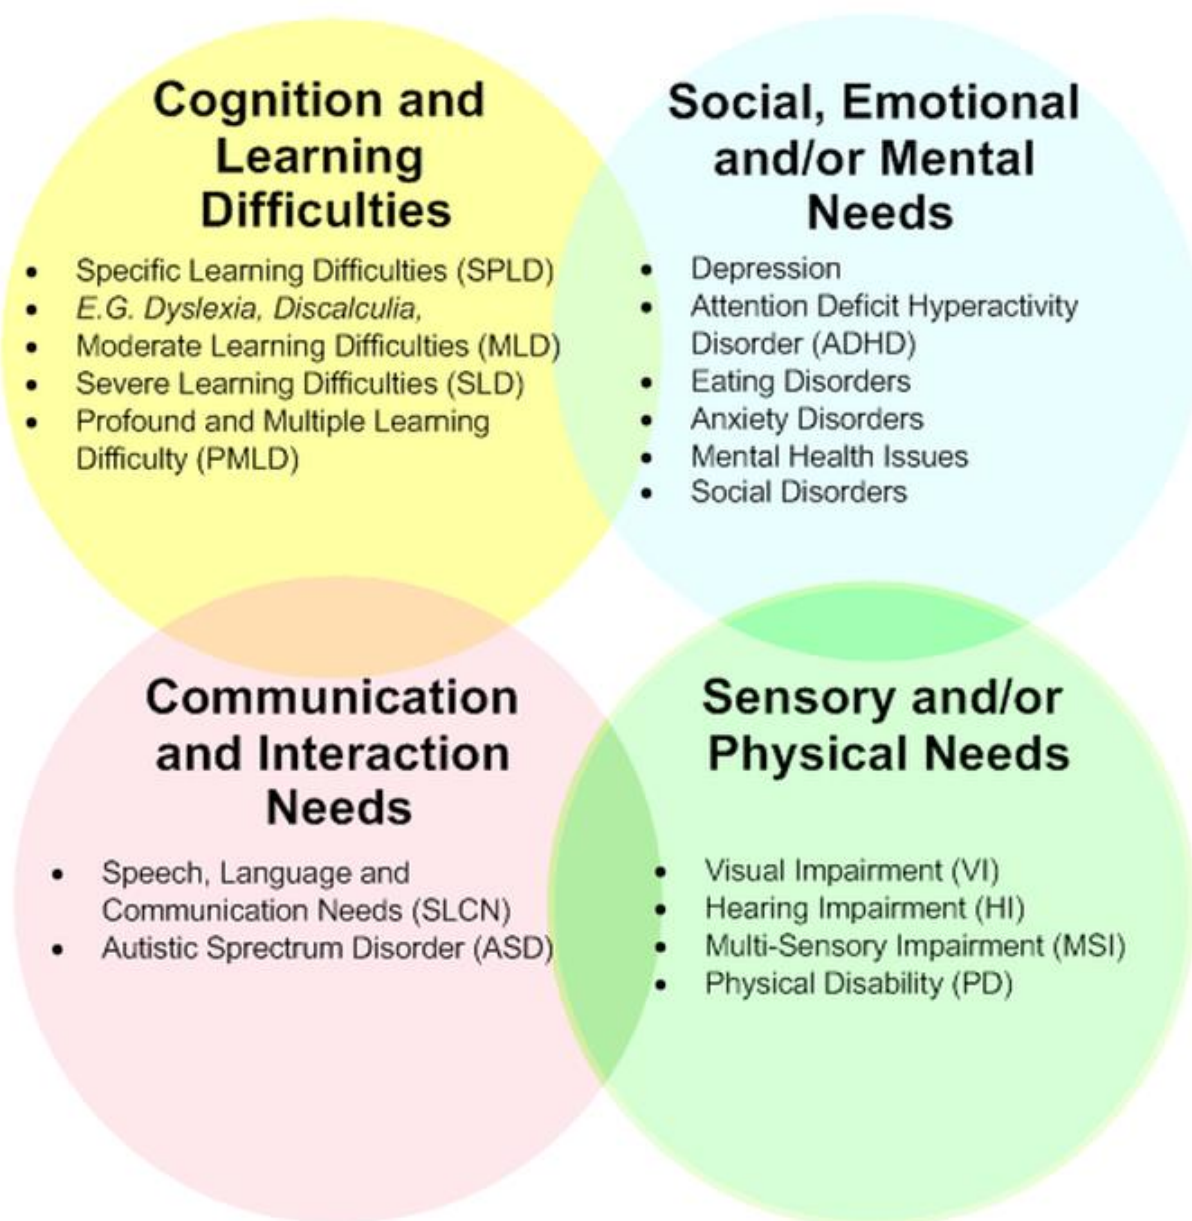 Cognition and
Learning
Difficulties
• Specific Learning Difficulties (SPLD)
• E.G. Dyslexia, Discalculia,
• Moderate Learning Difficulties (MLD)
• Severe Learning Difficulties (SLD)
• Profound and Multiple Learning
Difficulty (PMLD)
Social, Emotional
and/or Mental
Needs
• Depression
• Attention Deficit Hyperactivity
Disorder (ADHD)
• Eating Disorders
• Anxiety Disorders
• Mental Health Issues
• Social Disorders
Communication
and Interaction
Needs
• Speech, Language and
Communication Needs (SLCN)
• Autistic Sprectrum Disorder (ASD)
Sensory and/or
Physical Needs
• Visual Impairment (VI)
• Hearing Impairment (HI)
• Multi-Sensory Impairment (MSI)
• Physical Disability (PD)